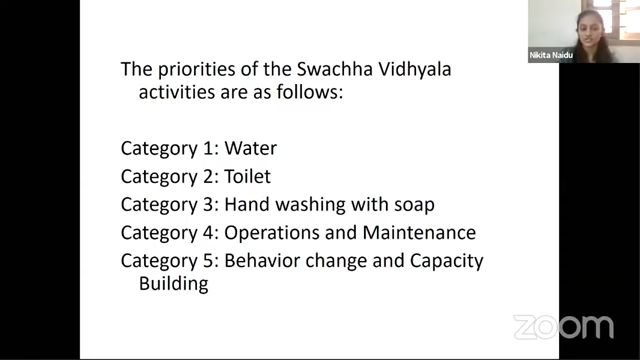 The priorities of the Swachha Vidhyala
activities are as follows:
Category 1: Water
Category 2: Toilet
Category 3: Hand washing with soap
Category 4: Operations and Maintenance
Category 5: Behavior change and Capacity
Building
Nikita Naidu
zoom